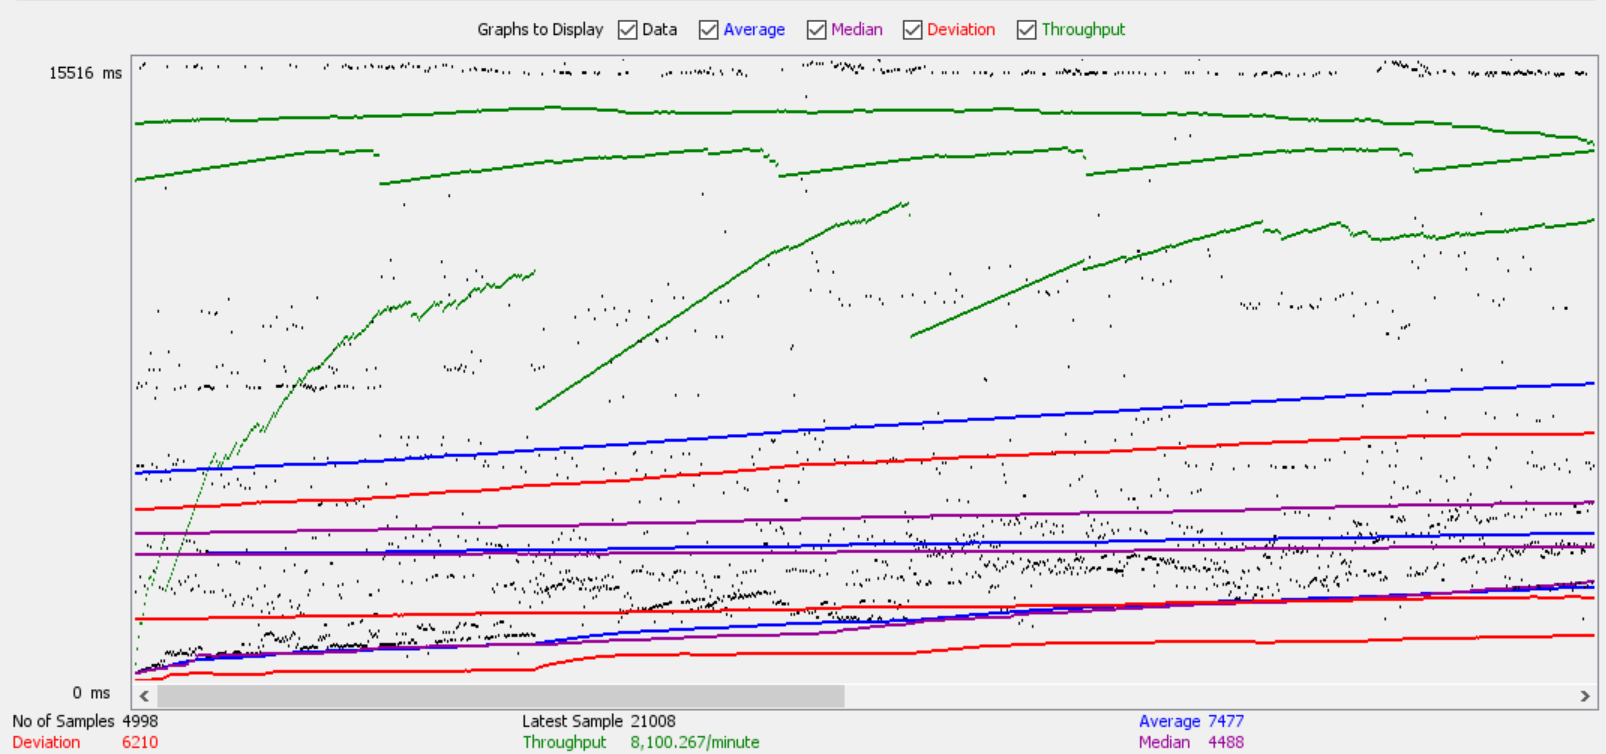 Graphs to Display Data Average Median Deviation Throughput
15516 ms
0 ms
No of Samples 4998 Latest Sample 21008 Average 7477
Deviation 6210 Throughput 8,100.267/minute Median 4488